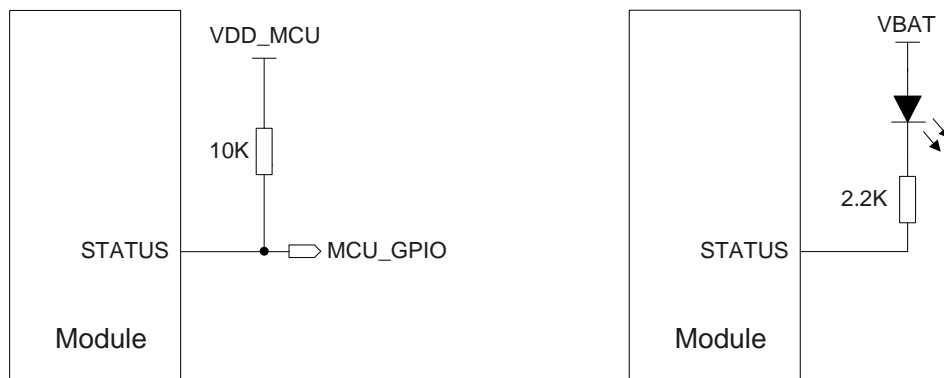 VDD_MCU
10K
STATUS
MCU_GPIO
Module
VBAT
2.2K
STATUS
Module